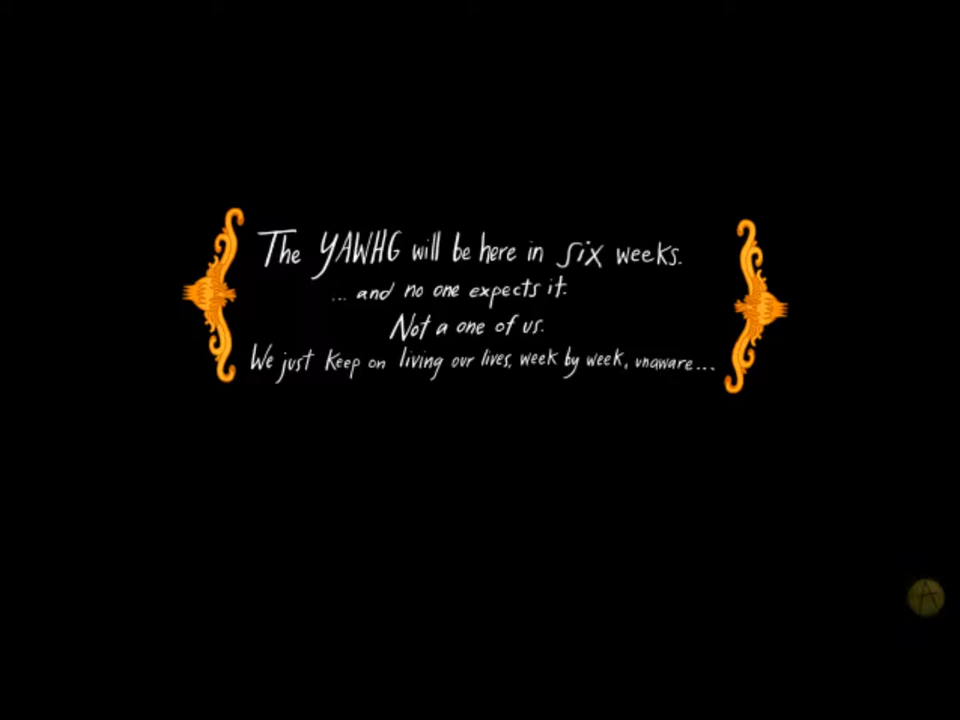 The YAWHG will be here in six weeks.
... and no one expects it.
Not a one of us.
We just keep on living our lives, week by week, unaware...
A